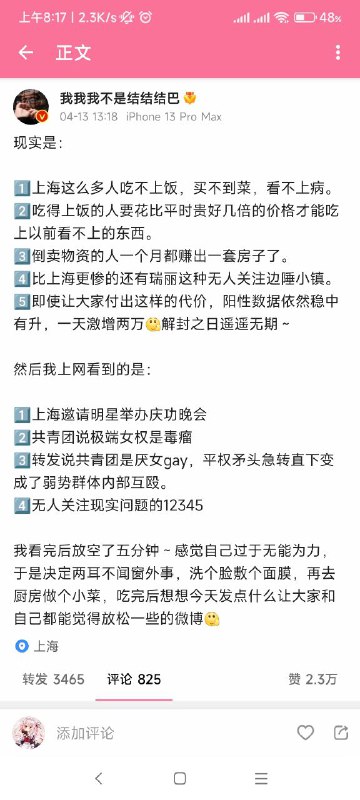 上午8:17 | 2.3K/s 48%
正文
我我我不是结结结巴
04-13 13:18 iPhone 13 Pro Max
现实是：
1️⃣上海这么多人吃不上饭，买不到菜，看不上病。
2️⃣吃得上饭的人要花比平时贵好几倍的价格才能吃
上以前看不上的东西。
3️⃣倒卖物资的人一个月都赚出一套房子了。
4️⃣比上海更惨的还有瑞丽这种无人关注边陲小镇。
5️⃣即使让大家付出这样的代价，阳性数据依然稳中
有升，一天激增两万🤔解封之日遥遥无期～
然后我上网看到的是：
1️⃣上海邀请明星举办庆功晚会
2️⃣共青团说极端女权是毒瘤
3️⃣转发说共青团是厌女gay，平权矛头急转直下变
成了弱势群体内部互殴。
4️⃣无人关注现实问题的12345
我看完后放空了五分钟～感觉自己过于无能为力，
于是决定两耳不闻窗外事，洗个脸敷个面膜，再去
厨房做个小菜，吃完后想想今天发点什么让大家和
自己都能觉得放松一些的微博🤔
上海
转发 3465 评论 825 赞 2.3万
添加评论